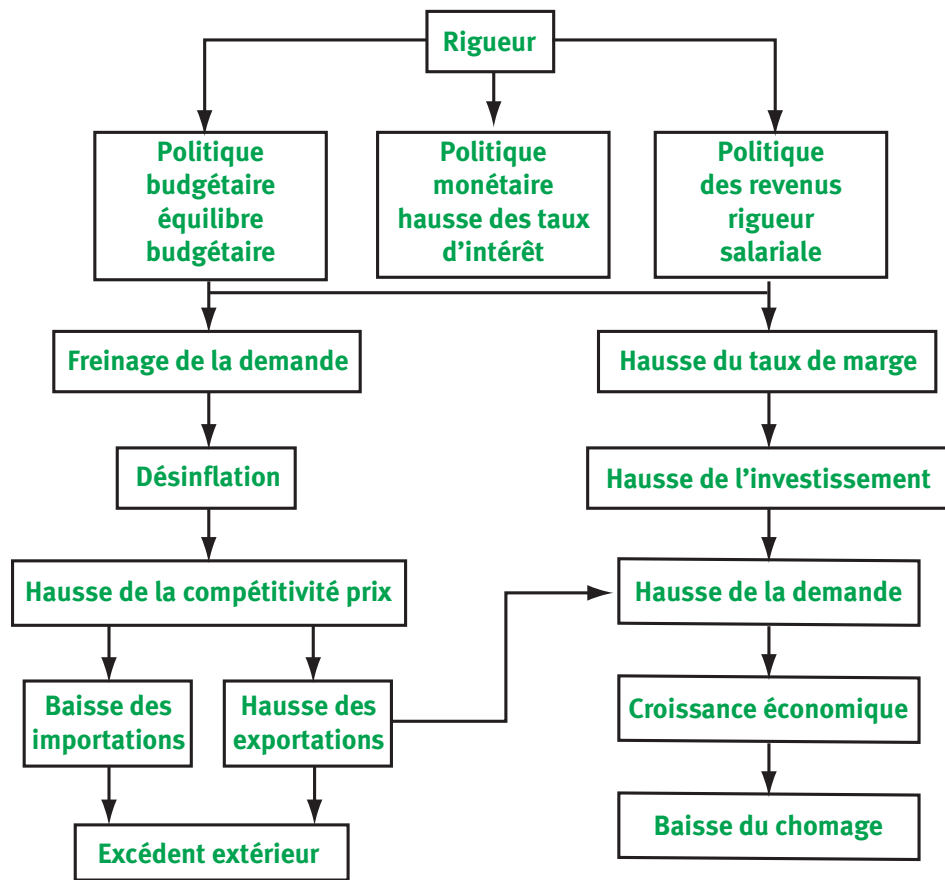 Rigueur
Politique
budgétaire
équilibre
budgétaire
Politique
monétaire
hausse des taux
d'intérêt
Politique
des revenus
rigueur
salariale
Freinage de la demande
Hausse du taux de marge
Désinflation
Hausse de l'investissement
Hausse de la compétitivité prix
Hausse de la demande
Baisse des
importations
Hausse des
exportations
Croissance économique
Excédent extérieur
Baisse du chomage